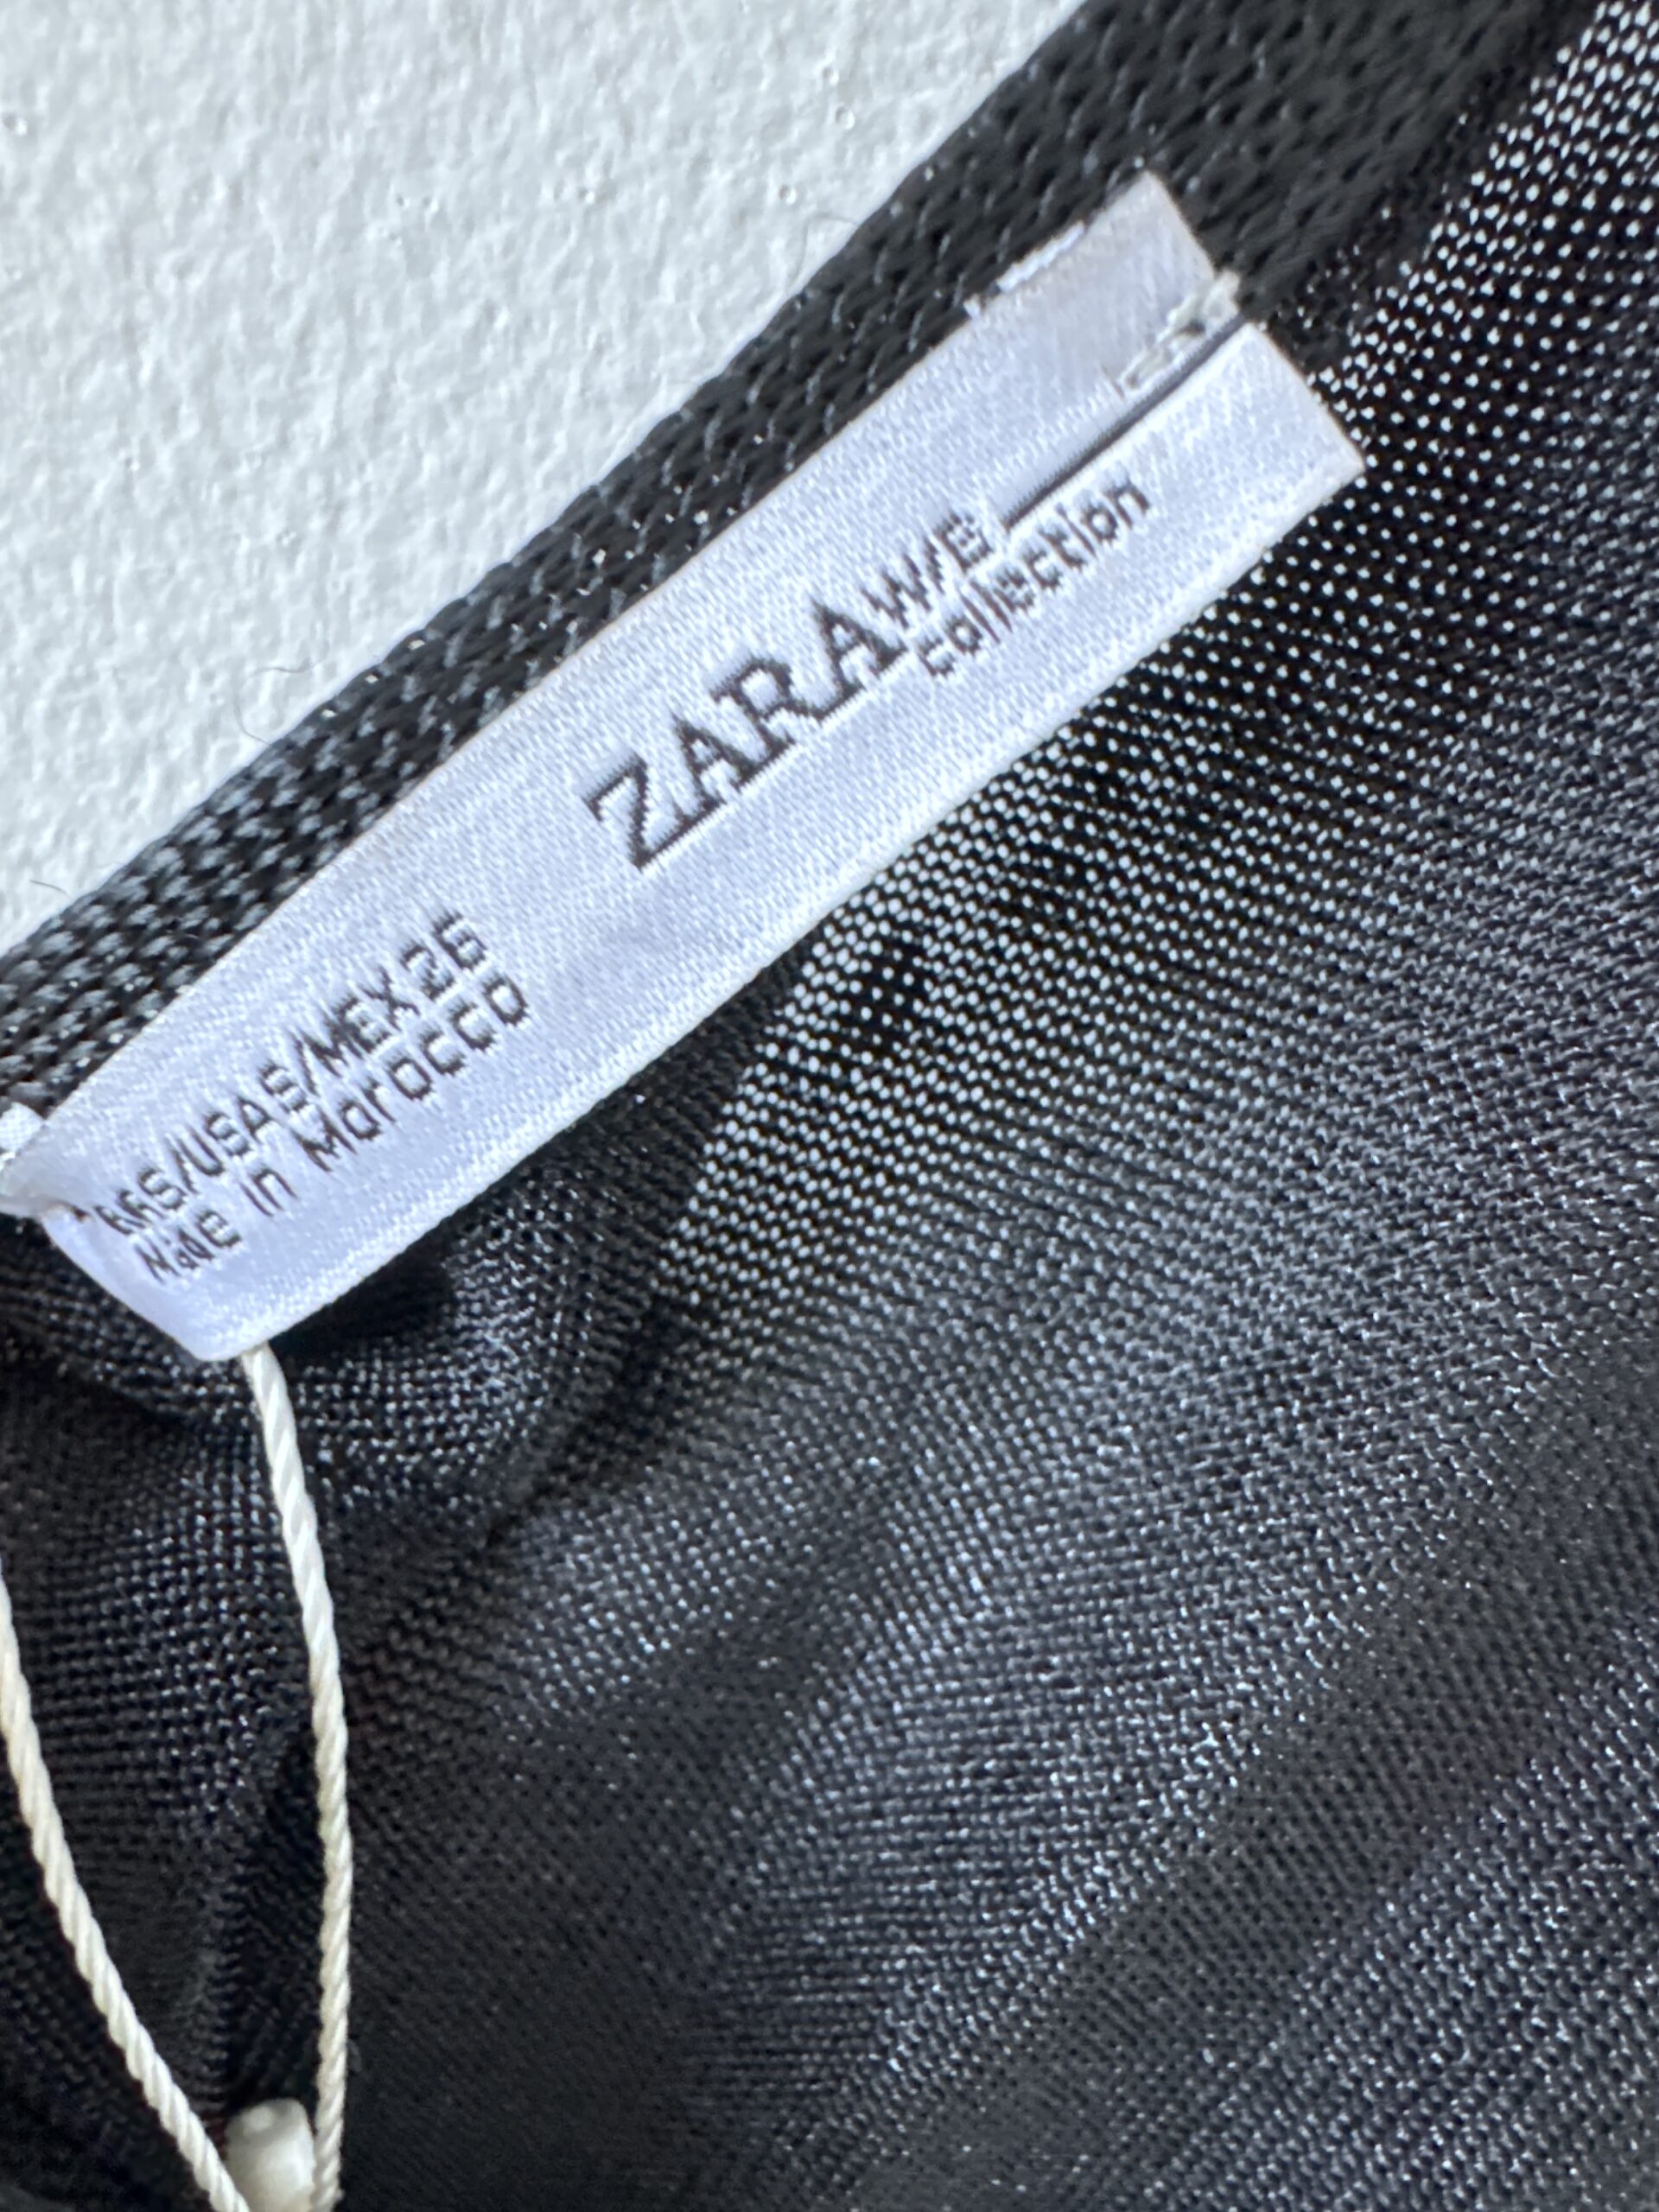 ZARA W/B
collection
S/USA S/MEX 26
Made in Morocco